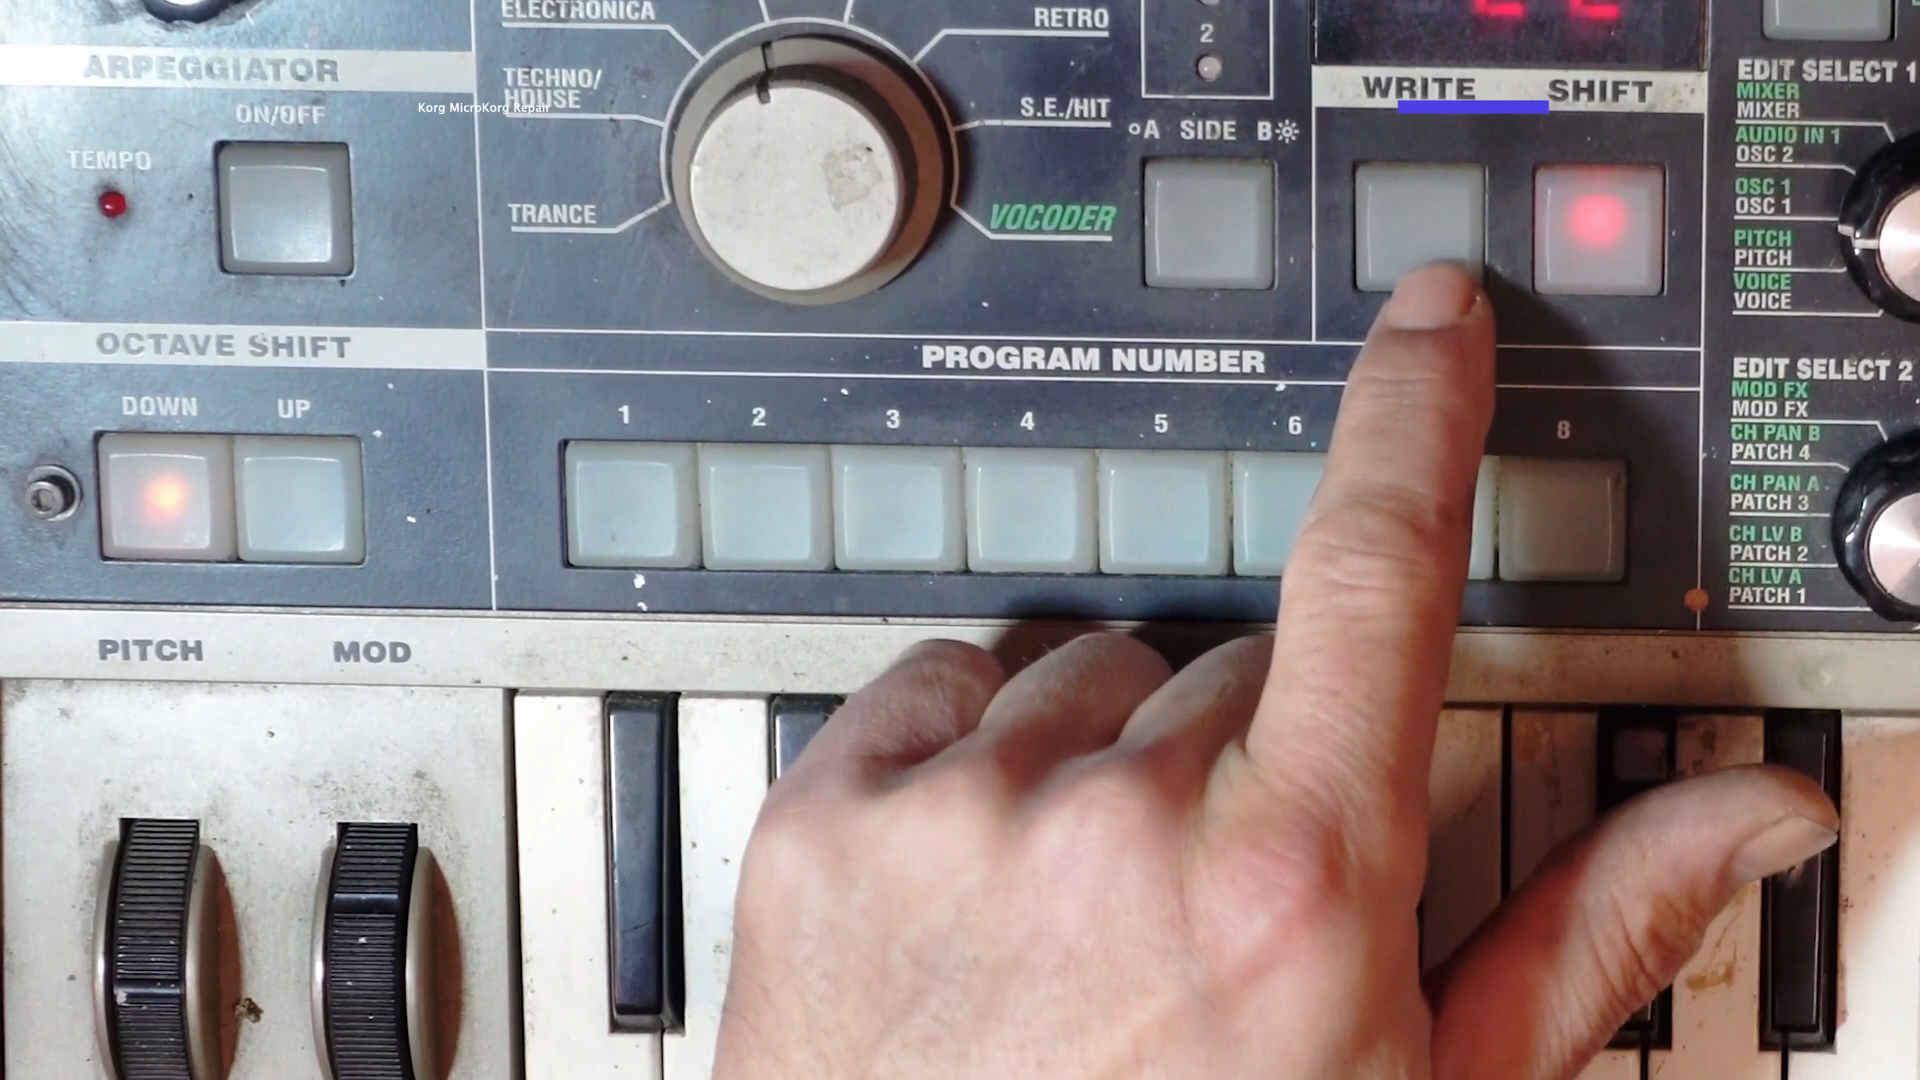 ELECTRONICA
RETRO
2
ARPEGGIATOR
TECHNO/
HOUSE
Korg MicroKorg Repair
S.E./HIT
WRITE
SHIFT
EDIT SELECT 1
MIXER
MIXER
ON/OFF
A SIDE B
AUDIO IN 1
OSC 2
TEMPO
OSC 1
OSC 1
TRANCE
VOCODER
PITCH
PITCH
VOICE
VOICE
OCTAVE SHIFT
PROGRAM NUMBER
EDIT SELECT 2
MOD FX
MOD FX
DOWN
UP
1
2
3
4
5
6
8
CH PAN B
PATCH 4
CH PAN A
PATCH 3
CH LV B
PATCH 2
CH LV A
PATCH 1
PITCH
MOD